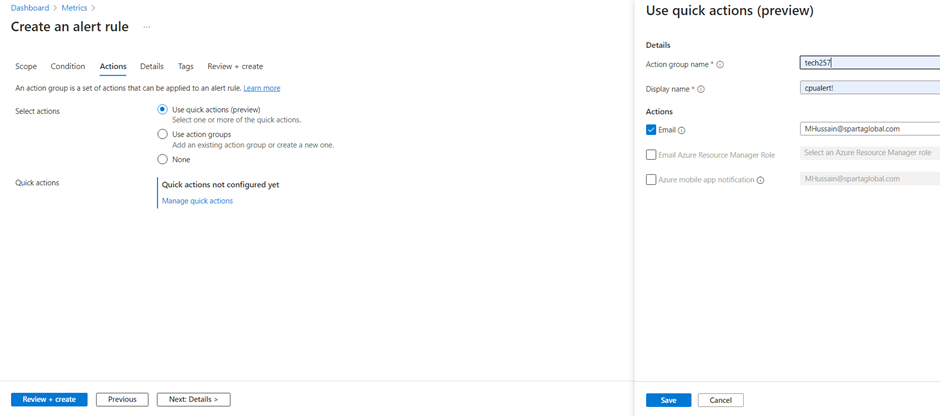 Dashboard > Metrics >
Create an alert rule ...
Scope Condition Actions Details Tags Review + create
An action group is a set of actions that can be applied to an alert rule. Learn more
Select actions
Use quick actions (preview)
Select one or more of the quick actions.
Use action groups
Add an existing action group or create a new one.
None
Quick actions
Quick actions not configured yet
Manage quick actions
Review + create Previous Next: Details >
Use quick actions (preview)
Details
Action group name * tech257
Display name * cpualert!
Actions
Email MHussain@spartaglobal.com
Email Azure Resource Manager Role Select an Azure Resource Manager role
Azure mobile app notification MHussain@spartaglobal.com
Save Cancel